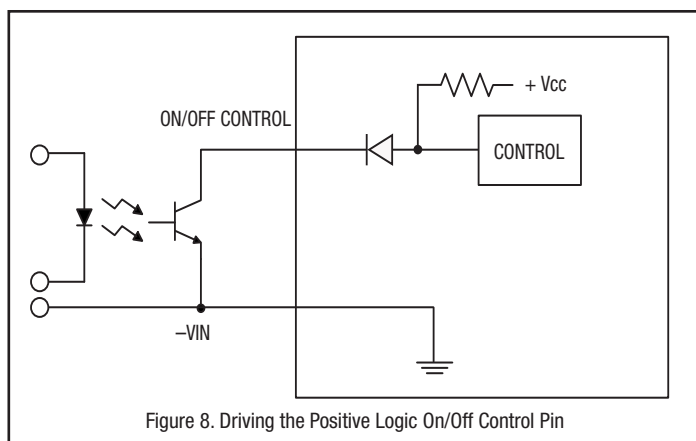 + Vcc
ON/OFF CONTROL
CONTROL
–VIN
Figure 8. Driving the Positive Logic On/Off Control Pin